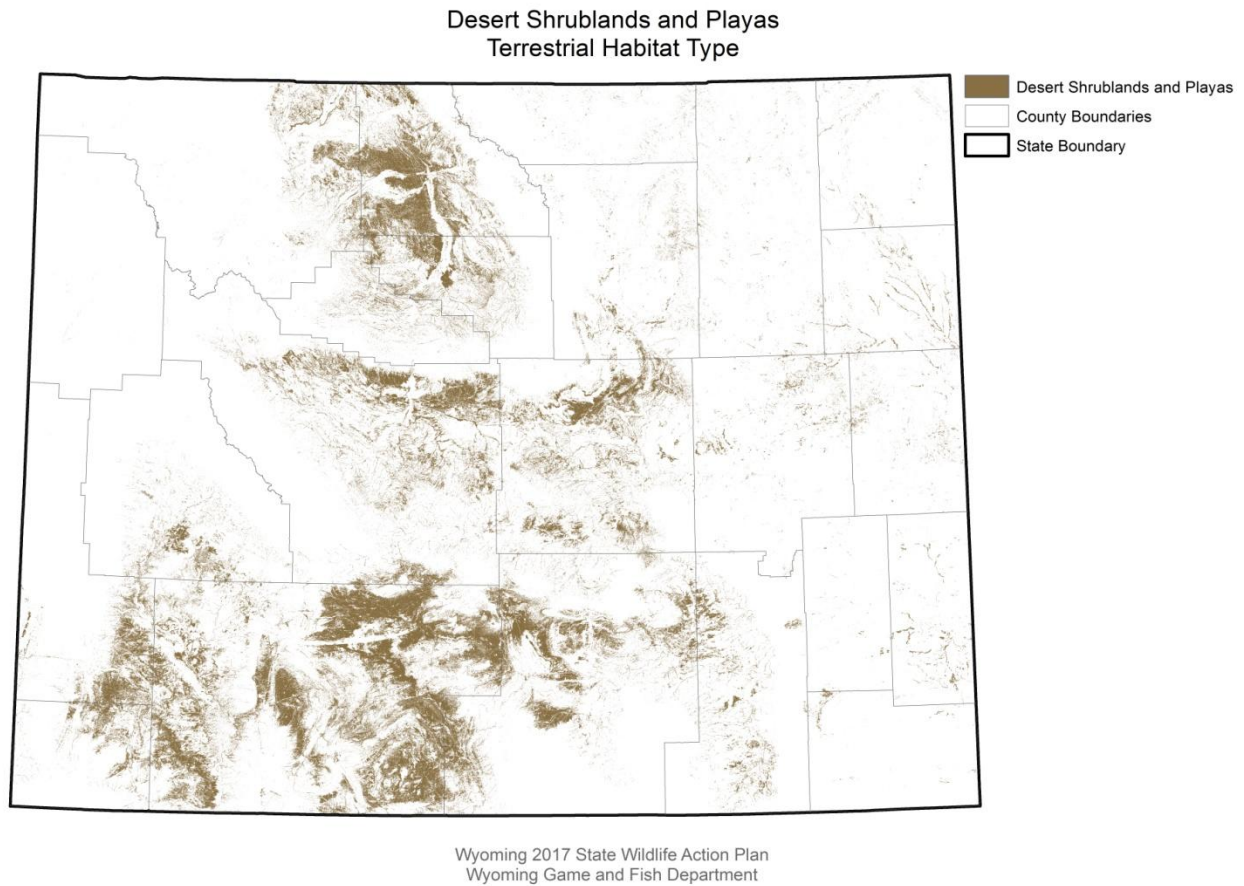 Desert Shrublands and Playas
Terrestrial Habitat Type
Desert Shrublands and Playas
County Boundaries
State Boundary
Wyoming 2017 State Wildlife Action Plan
Wyoming Game and Fish Department